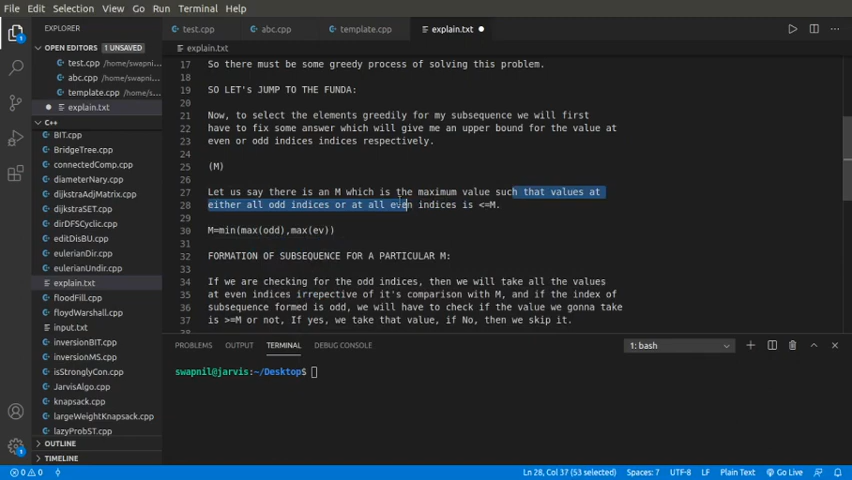 File Edit Selection View Go Run Terminal Help
EXPLORER
OPEN EDITORS 1 UNSAVED
test.cpp /home/swapnil...
abc.cpp /home/swapni...
template.cpp /home/s...
explain.txt
C++
BIT.cpp
BridgeTree.cpp
connectedComp.cpp
diameterNary.cpp
dijkstraAdjMatrix.cpp
dijkstraSET.cpp
dirDFSCyclic.cpp
editDisBU.cpp
eulerianDir.cpp
eulerianUndir.cpp
explain.txt
floodFill.cpp
floydWarshall.cpp
input.txt
inversionBIT.cpp
inversionMS.cpp
isStronglyCon.cpp
JarvisAlgo.cpp
knapsack.cpp
largeWeightKnapsack.cpp
lazyProbST.cpp
OUTLINE
TIMELINE
test.cpp abc.cpp template.cpp explain.txt
explain.txt
17 So there must be some greedy process of solving this problem.
18
19 SO LET's JUMP TO THE FUNDA:
20
21 Now, to select the elements greedily for my subsequence we will first
22 have to fix some answer which will give me an upper bound for the value at
23 even or odd indices indices respectively.
24
25 (M)
26
27 Let us say there is an M which is the maximum value such that values at
28 either all odd indices or at all even indices is <=M.
29
30 M=min(max(odd),max(ev))
31
32 FORMATION OF SUBSEQUENCE FOR A PARTICULAR M:
33
34 If we are checking for the odd indices, then we will take all the values
35 at even indices irrepective of it's comparison with M, and if the index of
36 subsequence formed is odd, we will have to check if the value we gonna take
37 is >=M or not, If yes, we take that value, if No, then we skip it.
PROBLEMS OUTPUT TERMINAL DEBUG CONSOLE
1: bash
swapnil@jarvis:~/Desktop$
0 0 Ln 28, Col 37 (53 selected) Spaces: 7 UTF-8 LF Plain Text Go Live